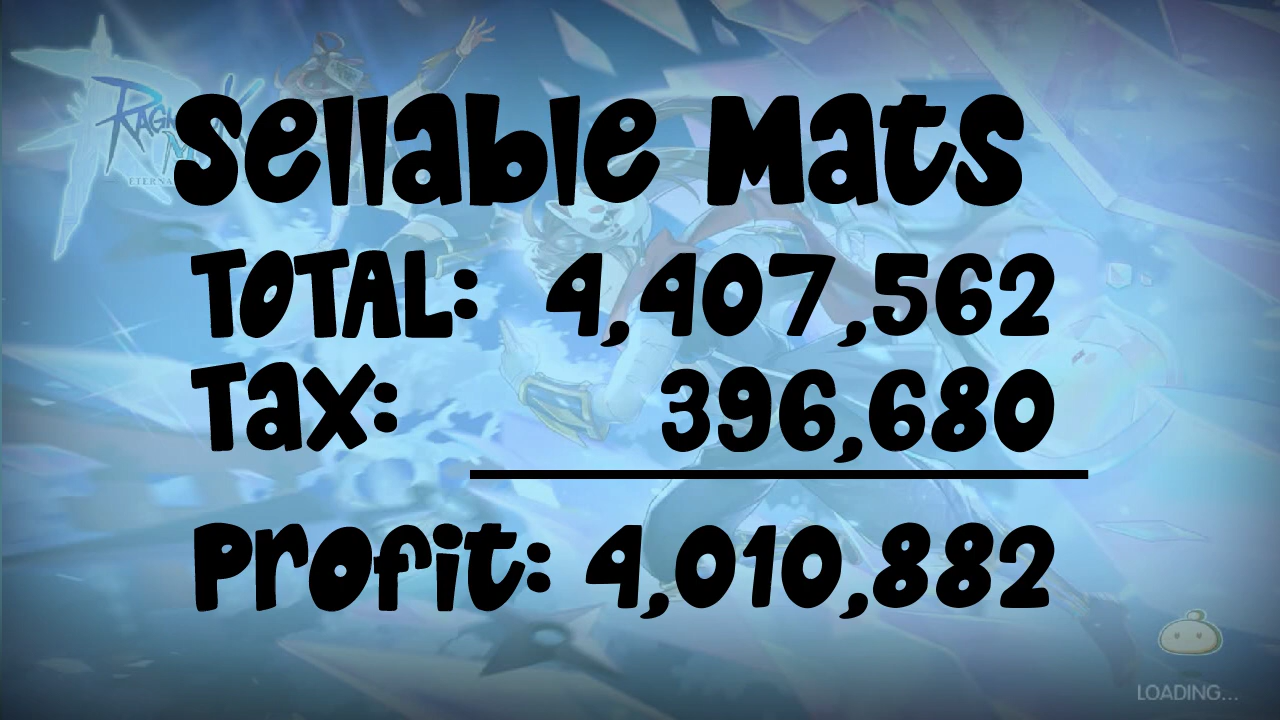 Sellable Mats
TOTAL: 4,407,562
Tax: 396,680
Profit: 4,010,882
LOADING...